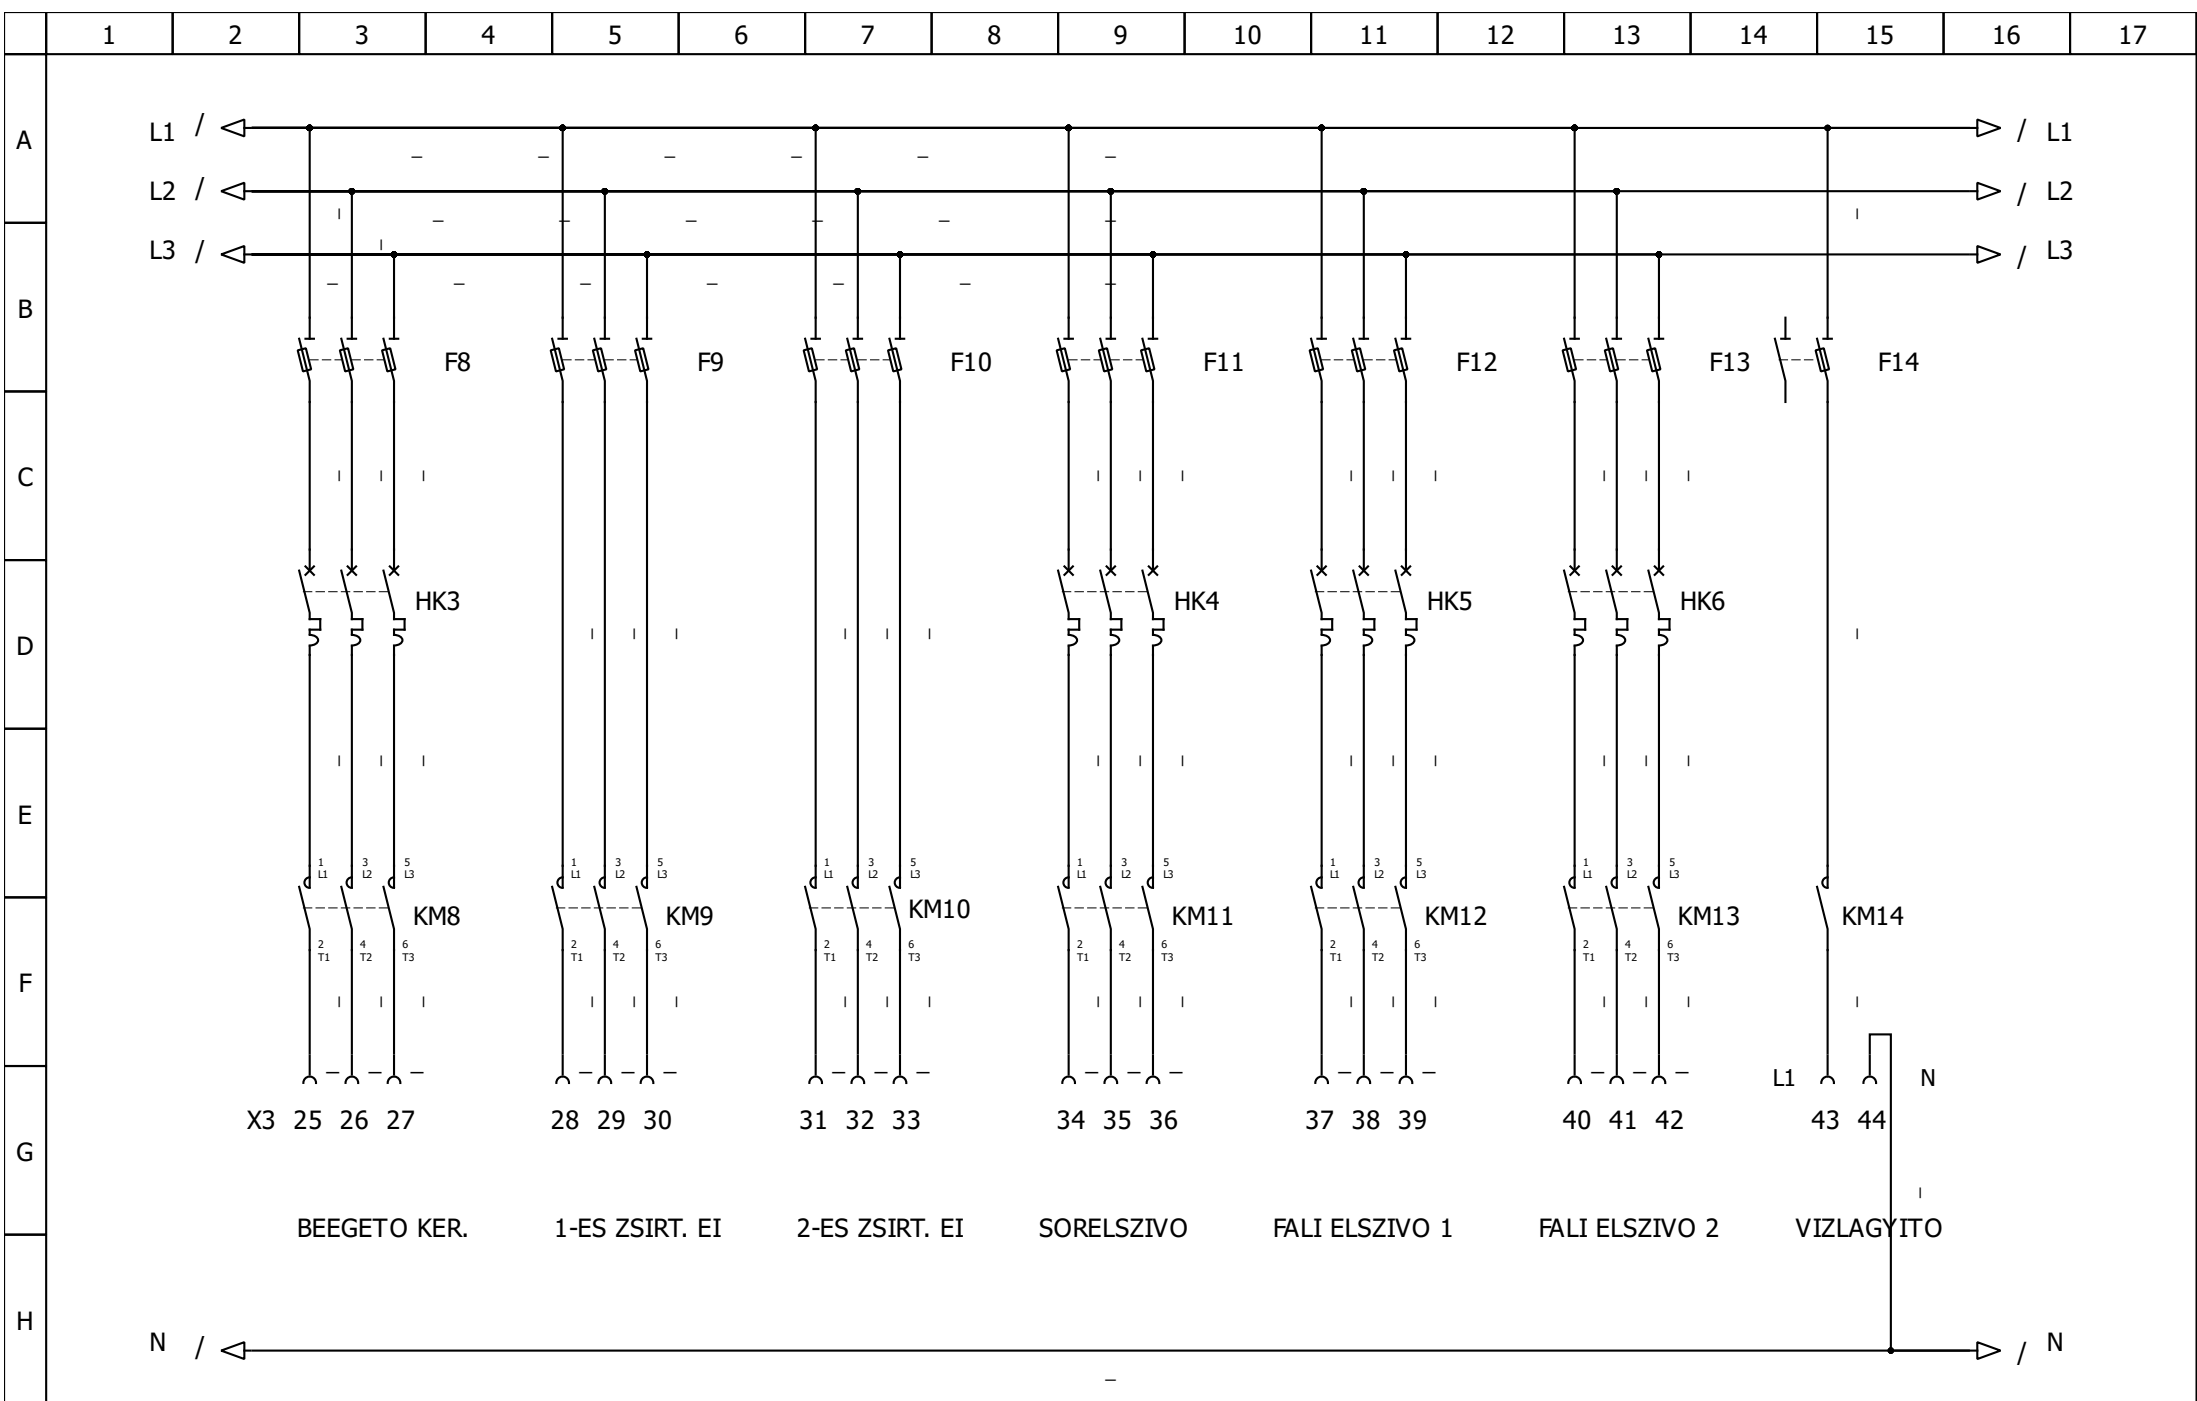 1 2 3 4 5 6 7 8 9 10 11 12 13 14 15 16 17
A
L1 / / L1
L2 / / L2
L3 / / L3
B
F8 F9 F10 F11 F12 F13 F14
C
HK3 HK4 HK5 HK6
D
E
1 3 5 1 3 5 1 3 5 1 3 5 1 3 5 1 3 5
L1 L2 L3 L1 L2 L3 L1 L2 L3 L1 L2 L3 L1 L2 L3 L1 L2 L3
KM8 KM9 KM10 KM11 KM12 KM13 KM14
2 4 6 2 4 6 2 4 6 2 4 6 2 4 6 2 4 6
T1 T2 T3 T1 T2 T3 T1 T2 T3 T1 T2 T3 T1 T2 T3 T1 T2 T3
F
L1 N
X3 25 26 27 28 29 30 31 32 33 34 35 36 37 38 39 40 41 42 43 44
G
BEEGETO KER. 1-ES ZSIRT. EI 2-ES ZSIRT. EI SORELSZIVO FALI ELSZIVO 1 FALI ELSZIVO 2 VIZLAGYITO
H
N / / N